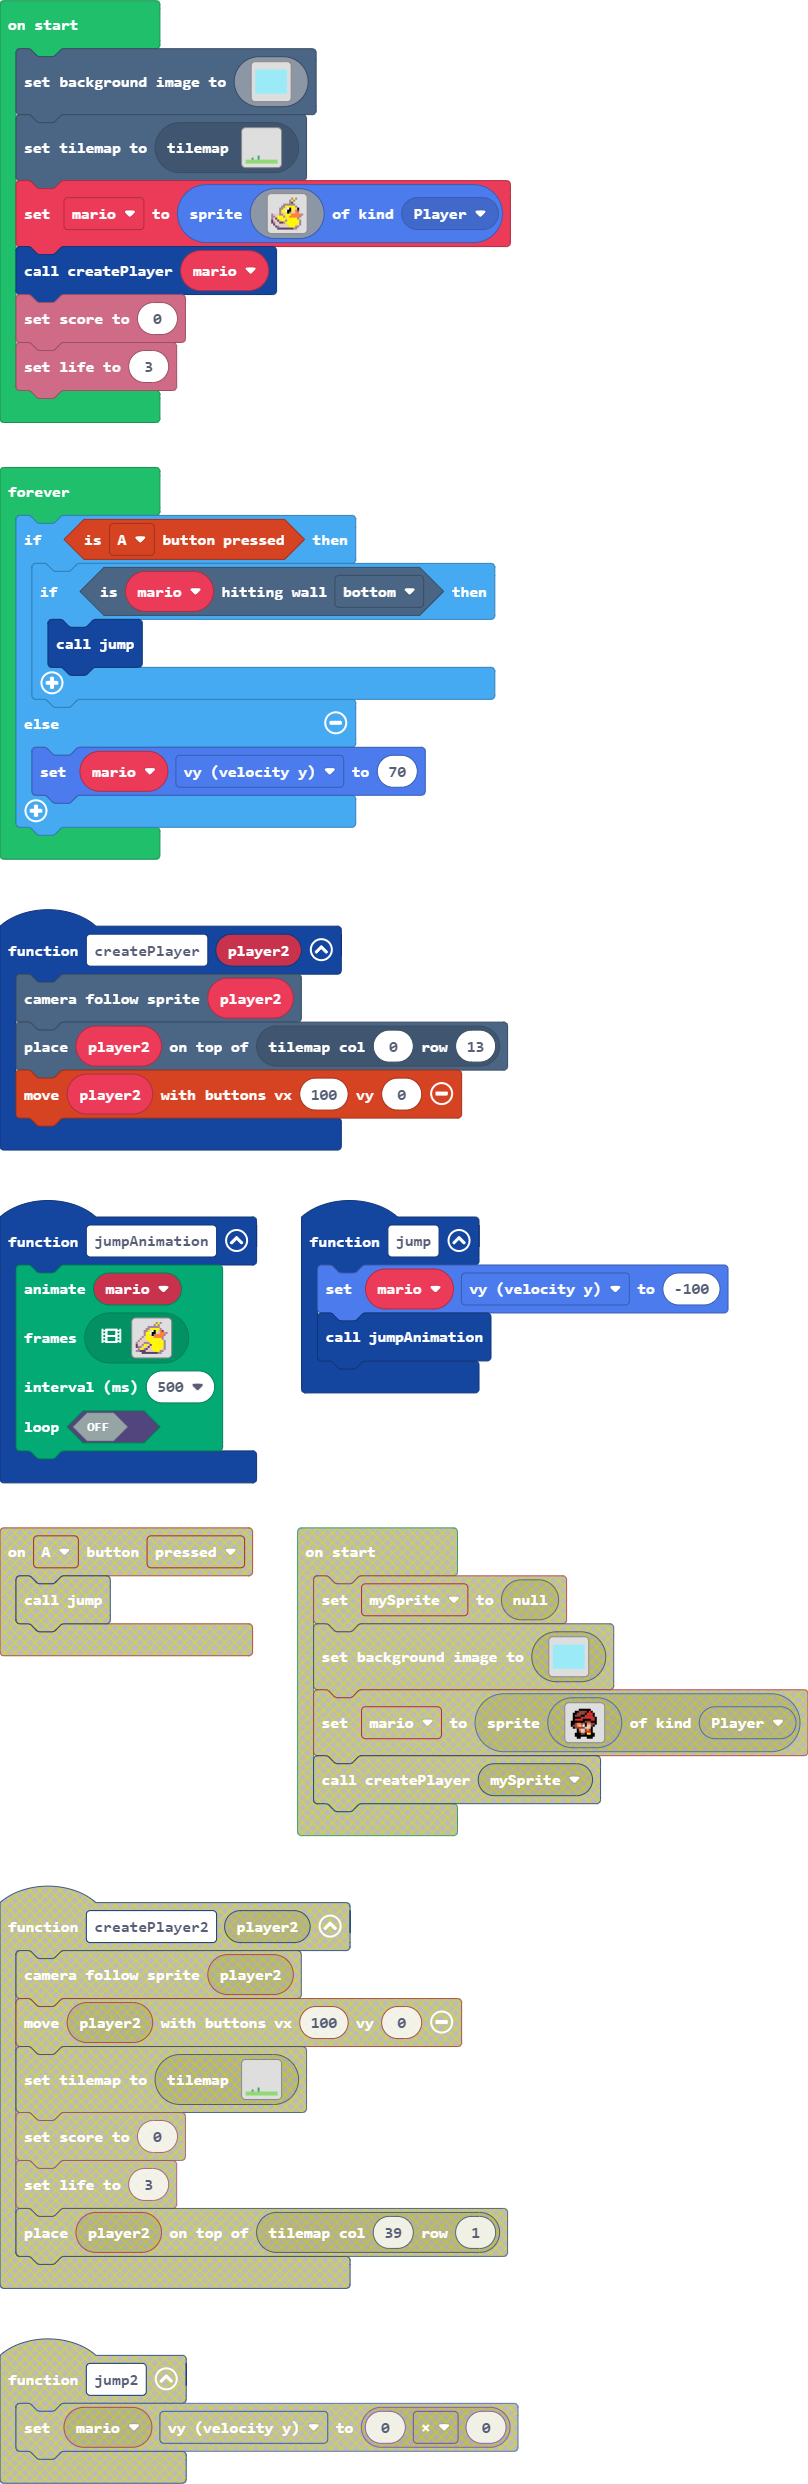 on start
set background image to
set tilemap to tilemap
set mario to sprite of kind Player
call createPlayer mario
set score to 0
set life to 3
forever
if is A button pressed then
if is mario hitting wall bottom then
call jump
else
set mario vy (velocity y) to 70
function createPlayer player2
camera follow sprite player2
place player2 on top of tilemap col 0 row 13
move player2 with buttons vx 100 vy 0
function jumpAnimation
animate mario
frames
interval (ms) 500
loop OFF
function jump
set mario vy (velocity y) to -100
call jumpAnimation
on A button pressed
call jump
on start
set mySprite to null
set background image to
set mario to sprite of kind Player
call createPlayer mySprite
function createPlayer2 player2
camera follow sprite player2
move player2 with buttons vx 100 vy 0
set tilemap to tilemap
set score to 0
set life to 3
place player2 on top of tilemap col 39 row 1
function jump2
set mario vy (velocity y) to 0 × 0